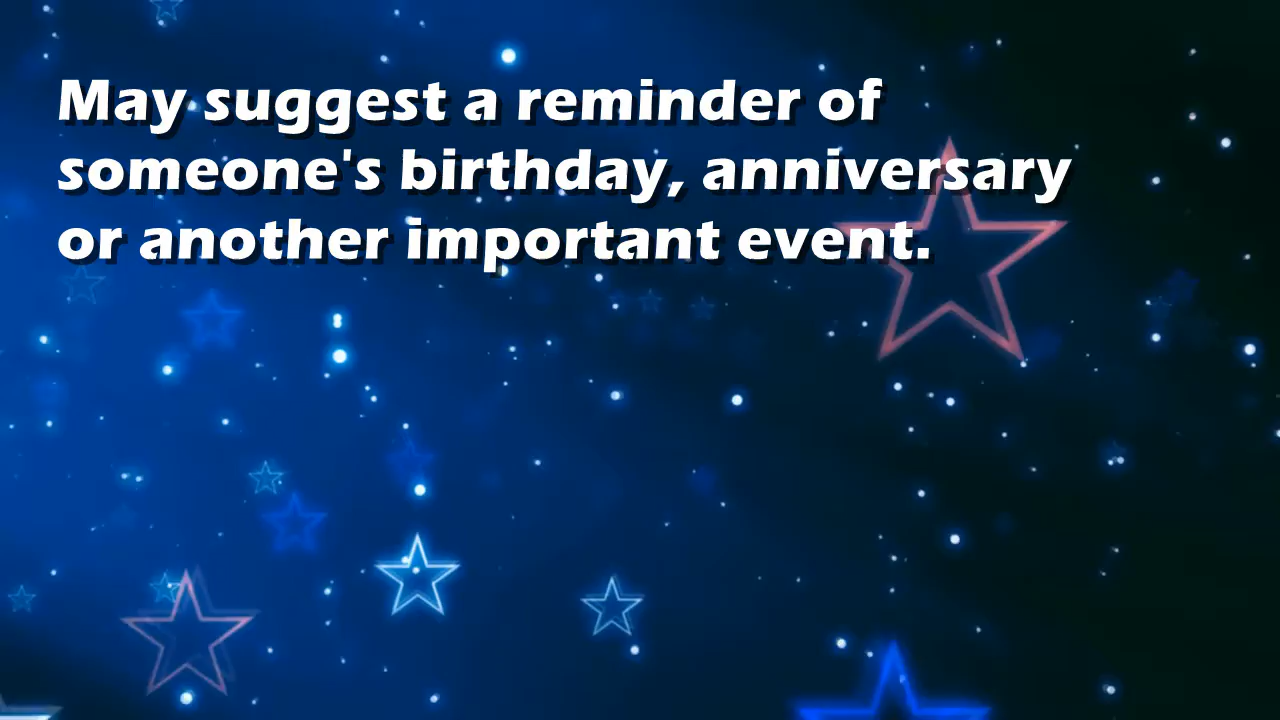 May suggest a reminder of
someone's birthday, anniversary
or another important event.